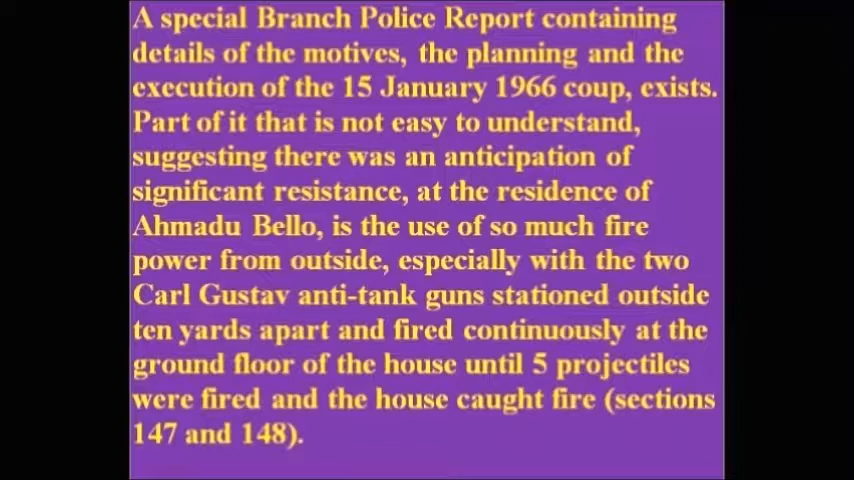 A special Branch Police Report containing
details of the motives, the planning and the
execution of the 15 January 1966 coup, exists.
Part of it that is not easy to understand,
suggesting there was an anticipation of
significant resistance, at the residence of
Ahmadu Bello, is the use of so much fire
power from outside, especially with the two
Carl Gustav anti-tank guns stationed outside
ten yards apart and fired continuously at the
ground floor of the house until 5 projectiles
were fired and the house caught fire (sections
147 and 148).